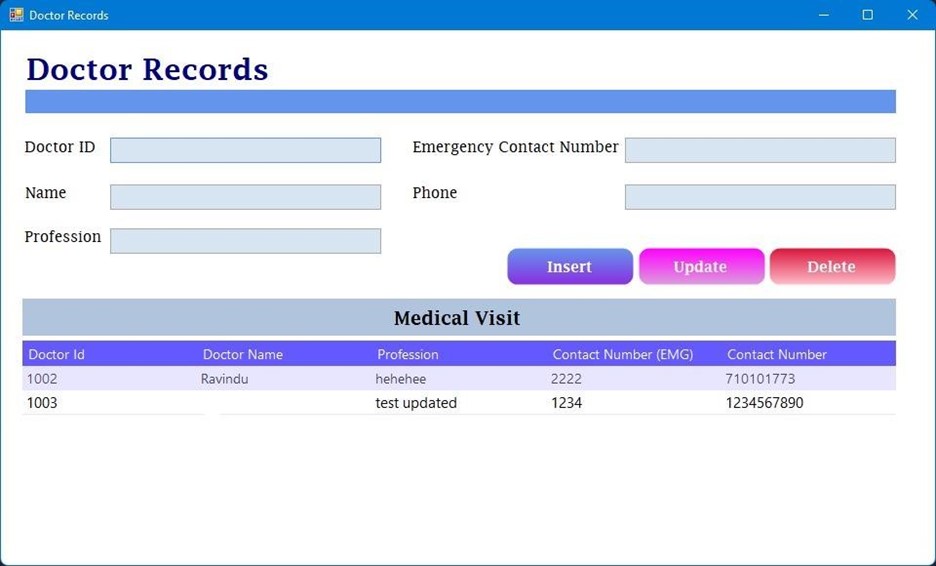 Doctor Records
Doctor Records
Doctor ID Emergency Contact Number
Name Phone
Profession
Insert Update Delete
Medical Visit
Doctor Id Doctor Name Profession Contact Number (EMG) Contact Number
1002 Ravindu hehehee 2222 710101773
1003 test updated 1234 1234567890